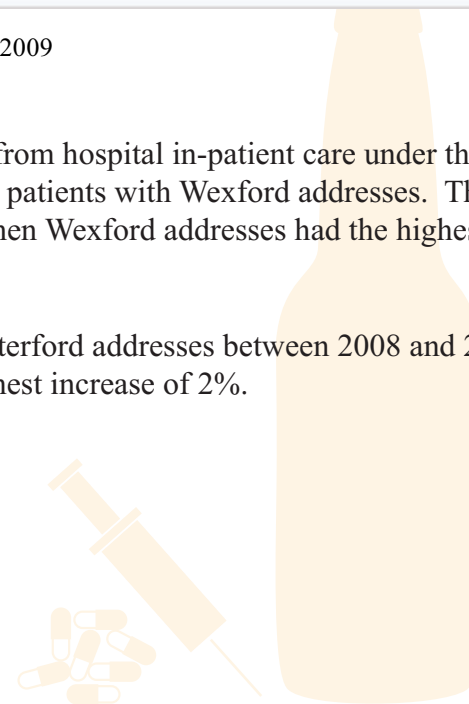 2009
from hospital in-patient care under th
patients with Wexford addresses. Th
hen Wexford addresses had the highes
terford addresses between 2008 and 2
hest increase of 2%.